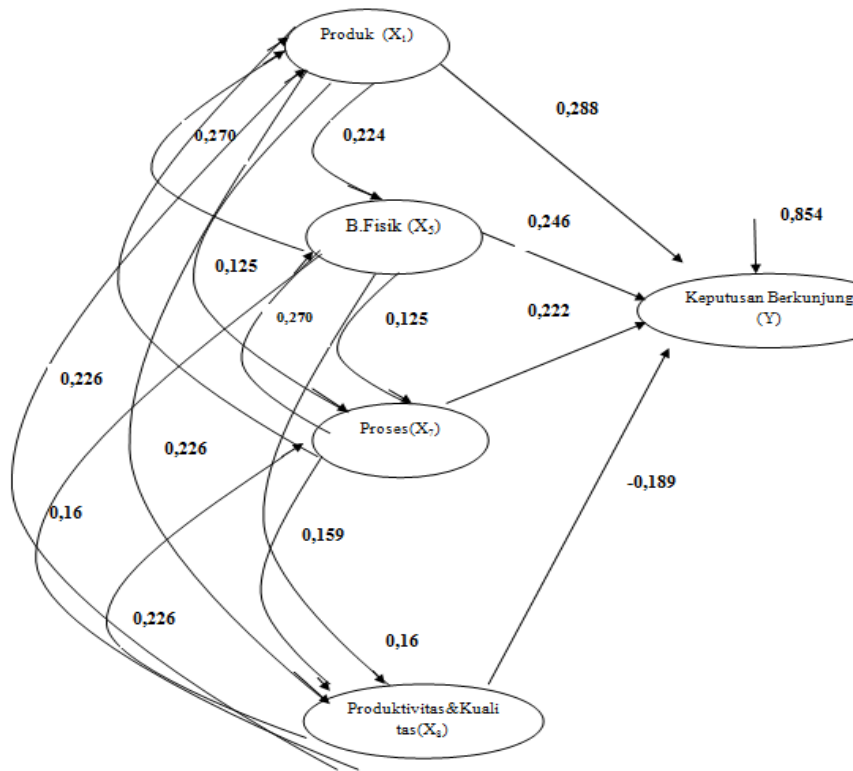 Produk (X₁)
0,288
0,270
0,224
B.Fisik (X₅)
0,246
0,854
0,125
0,270
0,125
0,222
Keputusan Berkunjung
(Y)
0,226
Proses(X₇)
0,226
-0,189
0,16
0,159
0,226
0,16
Produktivitas&Kuali
tas(X₈)